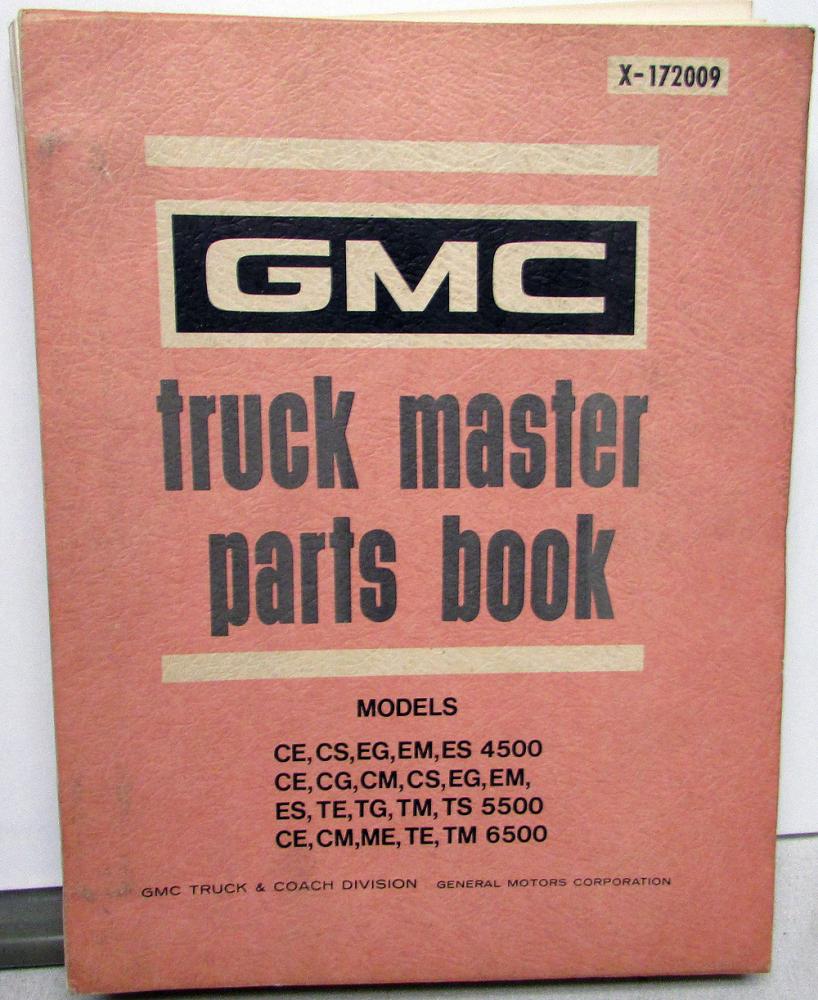 X-172009
GMC
truck master
parts book
MODELS
CE, CS, EG, EM, ES 4500
CE, CG, CM, CS, EG, EM,
ES, TE, TG, TM, TS 5500
CE, CM, ME, TE, TM 6500
GMC TRUCK & COACH DIVISION GENERAL MOTORS CORPORATION